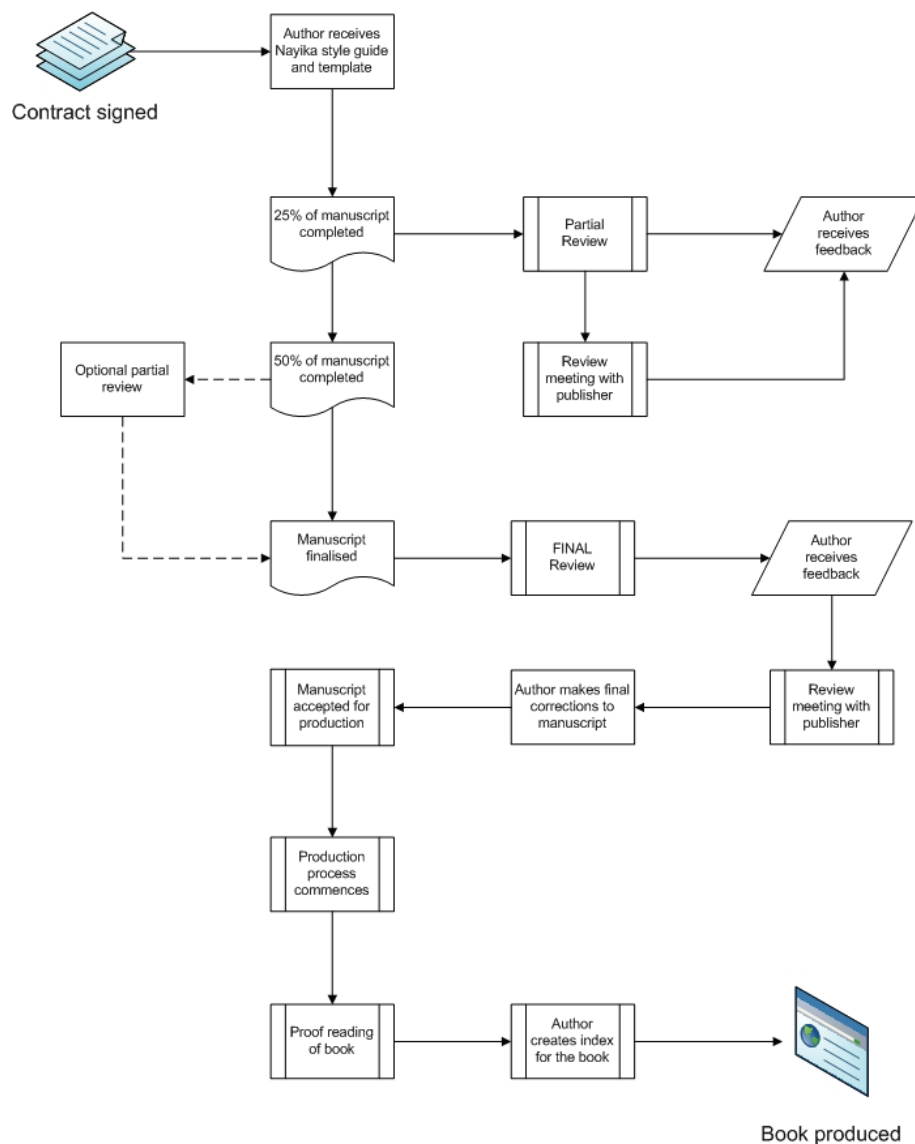 Contract signed
Author receives
Nayika style guide
and template
25% of manuscript
completed
Partial
Review
Author
receives
feedback
Optional partial
review
50% of manuscript
completed
Review
meeting with
publisher
Manuscript
finalised
FINAL
Review
Author
receives
feedback
Manuscript
accepted for
production
Author makes final
corrections to
manuscript
Review
meeting with
publisher
Production
process
commences
Proof reading
of book
Author
creates index
for the book
Book produced